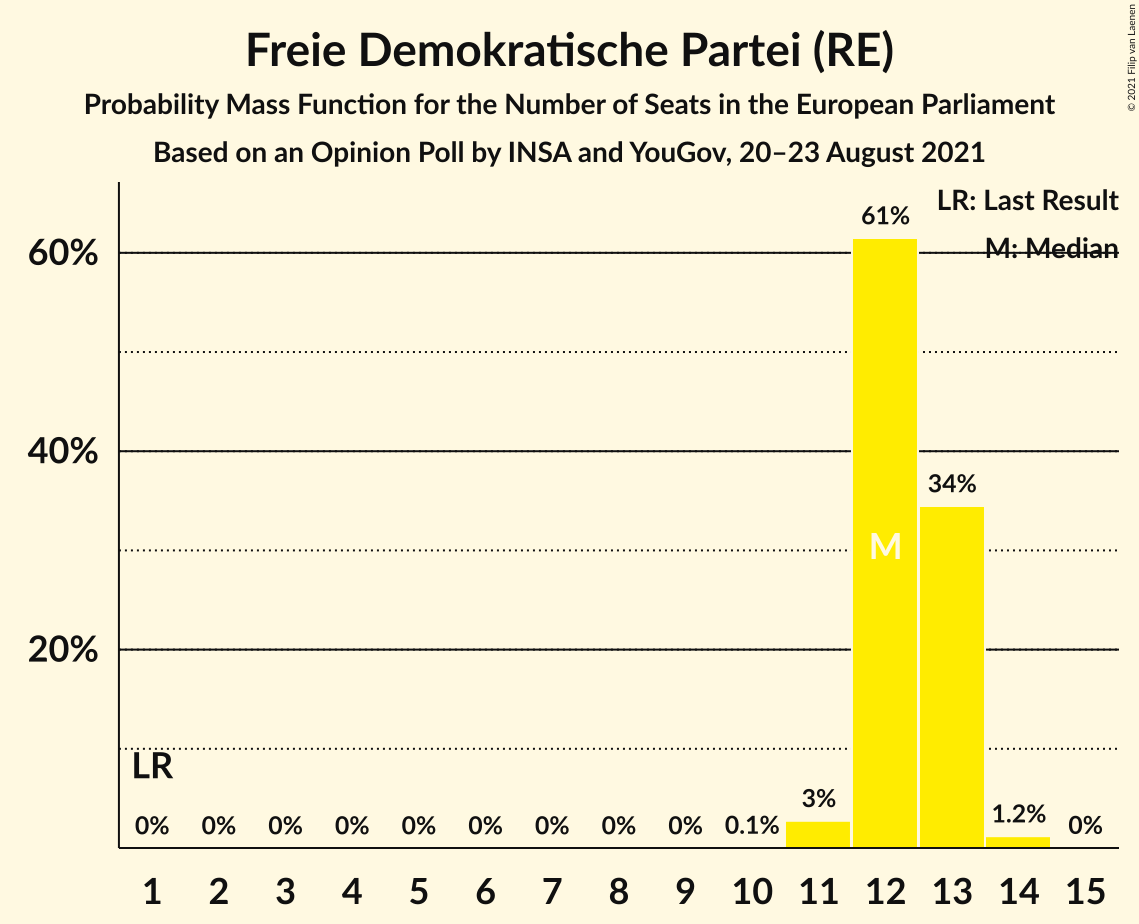 Freie Demokratische Partei (RE)
Probability Mass Function for the Number of Seats in the European Parliament
Based on an Opinion Poll by INSA and YouGov, 20–23 August 2021
© 2021 Filip van Laenen
LR: Last Result
M: Median
60%
40%
20%
61%
34%
M
LR
0% 0% 0% 0% 0% 0% 0% 0% 0% 0.1% 3% 1.2% 0%
1 2 3 4 5 6 7 8 9 10 11 12 13 14 15